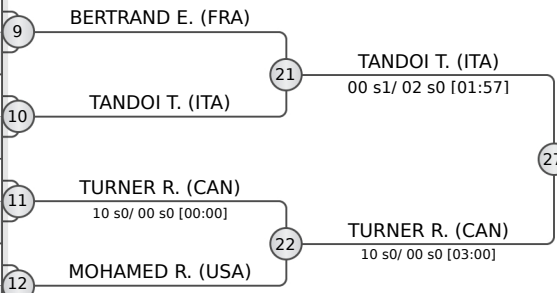 BERTRAND E. (FRA)
9
TANDOI T. (ITA)
21
00 s1/ 02 s0 [01:57]
TANDOI T. (ITA)
10
27
TURNER R. (CAN)
11
10 s0/ 00 s0 [00:00]
TURNER R. (CAN)
22
10 s0/ 00 s0 [03:00]
MOHAMED R. (USA)
12